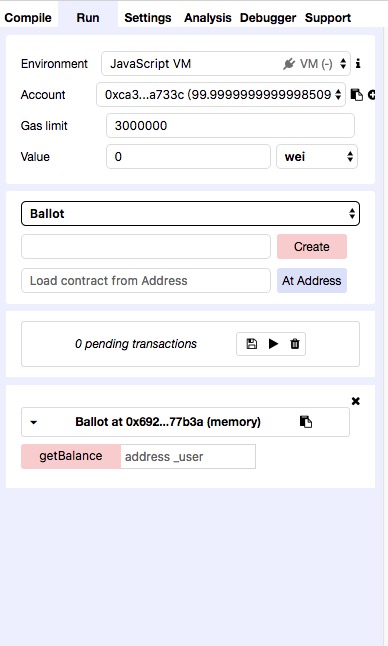 Compile Run Settings Analysis Debugger Support
Environment JavaScript VM VM (-)
Account 0xca3...a733c (99.9999999999998509
Gas limit 3000000
Value 0 wei
Ballot
Create
Load contract from Address At Address
0 pending transactions
Ballot at 0x692...77b3a (memory)
getBalance address _user